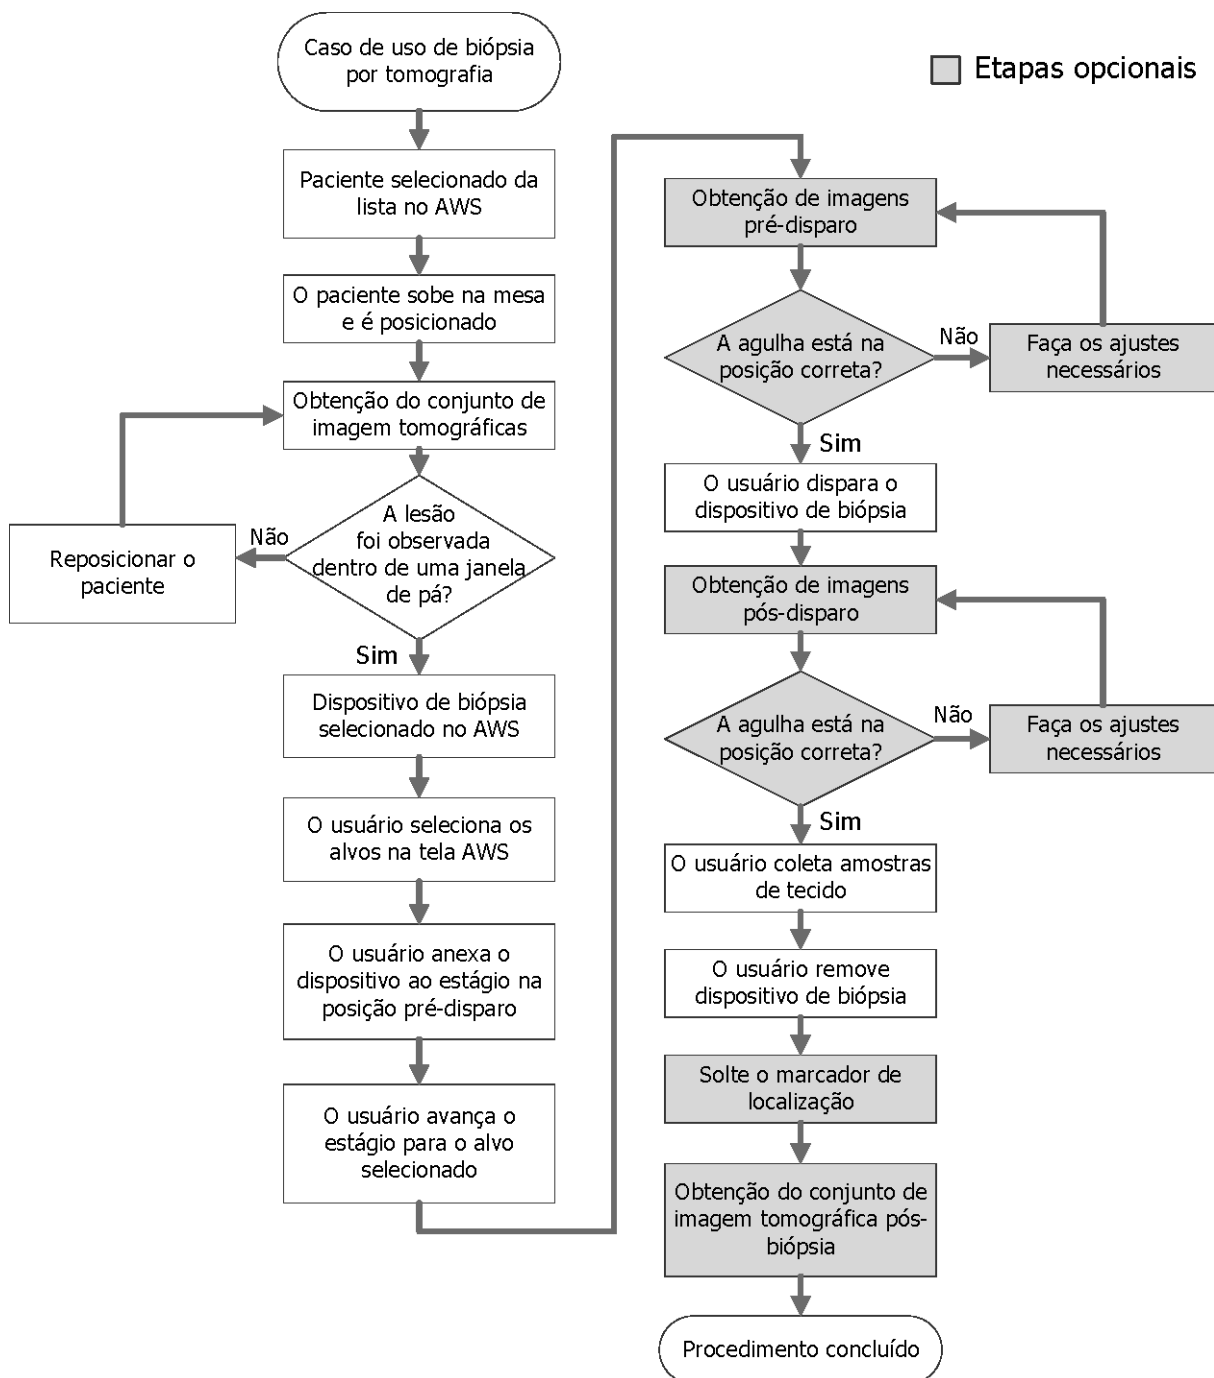 Caso de uso de biópsia
por tomografia
Etapas opcionais
Paciente selecionado da
lista no AWS
O paciente sobe na mesa
e é posicionado
Obtenção do conjunto de
imagem tomográficas
A lesão
foi observada
dentro de uma janela
de pá?
Não
Reposicionar o
paciente
Sim
Dispositivo de biópsia
selecionado no AWS
O usuário seleciona os
alvos na tela AWS
O usuário anexa o
dispositivo ao estágio na
posição pré-disparo
O usuário avança o
estágio para o alvo
selecionado
Obtenção de imagens
pré-disparo
A agulha está na
posição correta?
Não
Faça os ajustes
necessários
Sim
O usuário dispara o
dispositivo de biópsia
Obtenção de imagens
pós-disparo
A agulha está na
posição correta?
Não
Faça os ajustes
necessários
Sim
O usuário coleta amostras
de tecido
O usuário remove
dispositivo de biópsia
Solte o marcador de
localização
Obtenção do conjunto de
imagem tomográfica pós-
biópsia
Procedimento concluído